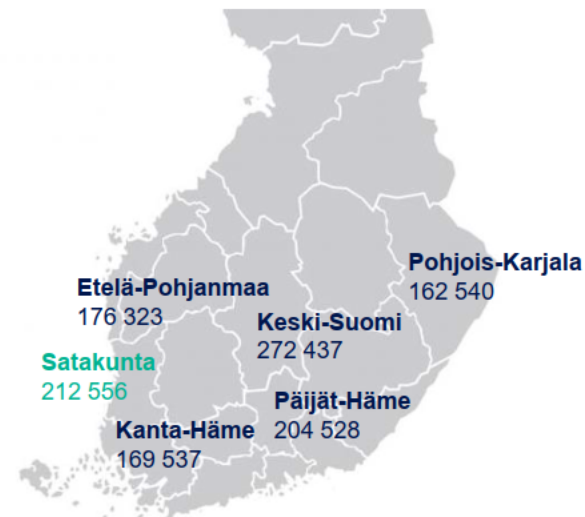 Pohjois-Karjala
162 540
Etelä-Pohjanmaa
176 323
Keski-Suomi
272 437
Satakunta
212 556
Päijät-Häme
204 528
Kanta-Häme
169 537